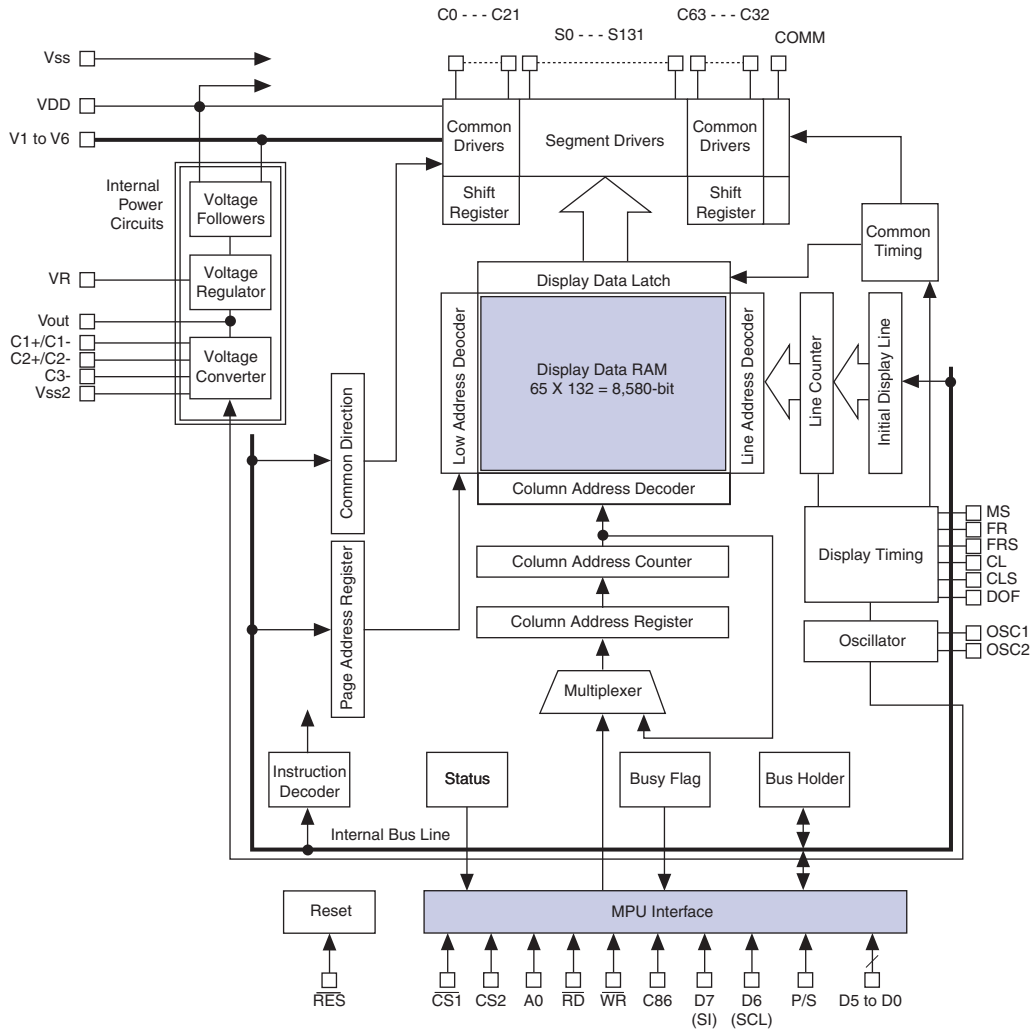 C0 - - - C21
C63 - - - C32
S0 - - - S131
COMM
Vss
VDD
V1 to V6
Common
Drivers
Segment Drivers
Common
Drivers
Shift
Register
Shift
Register
Internal
Power
Circuits
Voltage
Followers
Voltage
Regulator
Voltage
Converter
VR
Vout
C1+/C1-
C2+/C2-
C3-
Vss2
Common
Timing
Display Data Latch
Low Address Deocder
Display Data RAM
65 X 132 = 8,580-bit
Line Address Deocder
Line Counter
Initial Display Line
Column Address Decoder
Common Direction
Page Address Register
Column Address Counter
Column Address Register
Multiplexer
Display Timing
MS
FR
FRS
CL
CLS
DOF
Oscillator
OSC1
OSC2
Instruction
Decoder
Status
Busy Flag
Bus Holder
Internal Bus Line
Reset
MPU Interface
RES
CS1
CS2
A0
RD
WR
C86
D7
(SI)
D6
(SCL)
P/S
D5 to D0